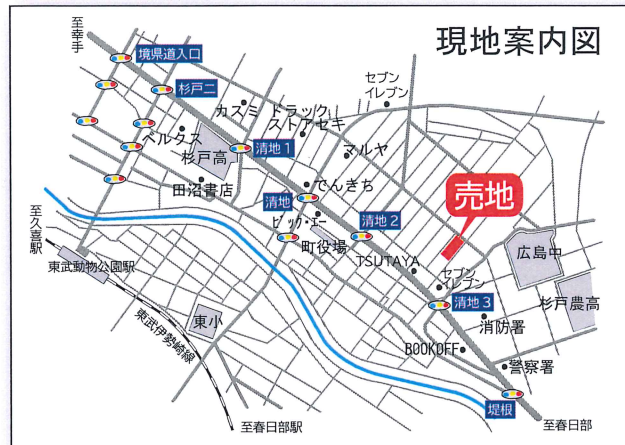 現地案内図
至幸手
境県道入口
杉戸二
セブン
イレブン
カスミ
ドラック
ストアセキ
ベルクス
杉戸高
清地1
マルヤ
田沼書店
でんきち
清地
ビック・エー
町役場
清地2
売地
至久喜駅
東武動物公園駅
TSUTAYA
セブン
イレブン
広島中
清地3
杉戸農高
東武伊勢崎線
東小
消防署
BOOKOFF
警察署
堤根
至春日部駅
至春日部